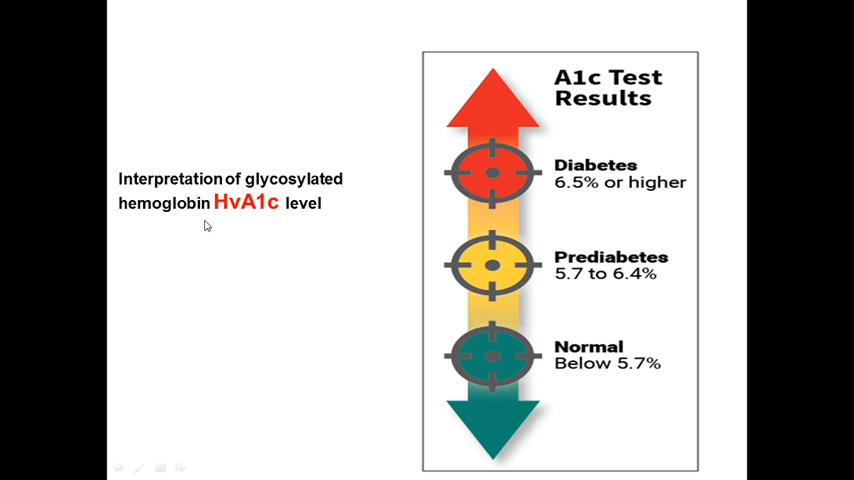 Interpretation of glycosylated
hemoglobin HvA1c level
A1c Test
Results
Diabetes
6.5% or higher
Prediabetes
5.7 to 6.4%
Normal
Below 5.7%